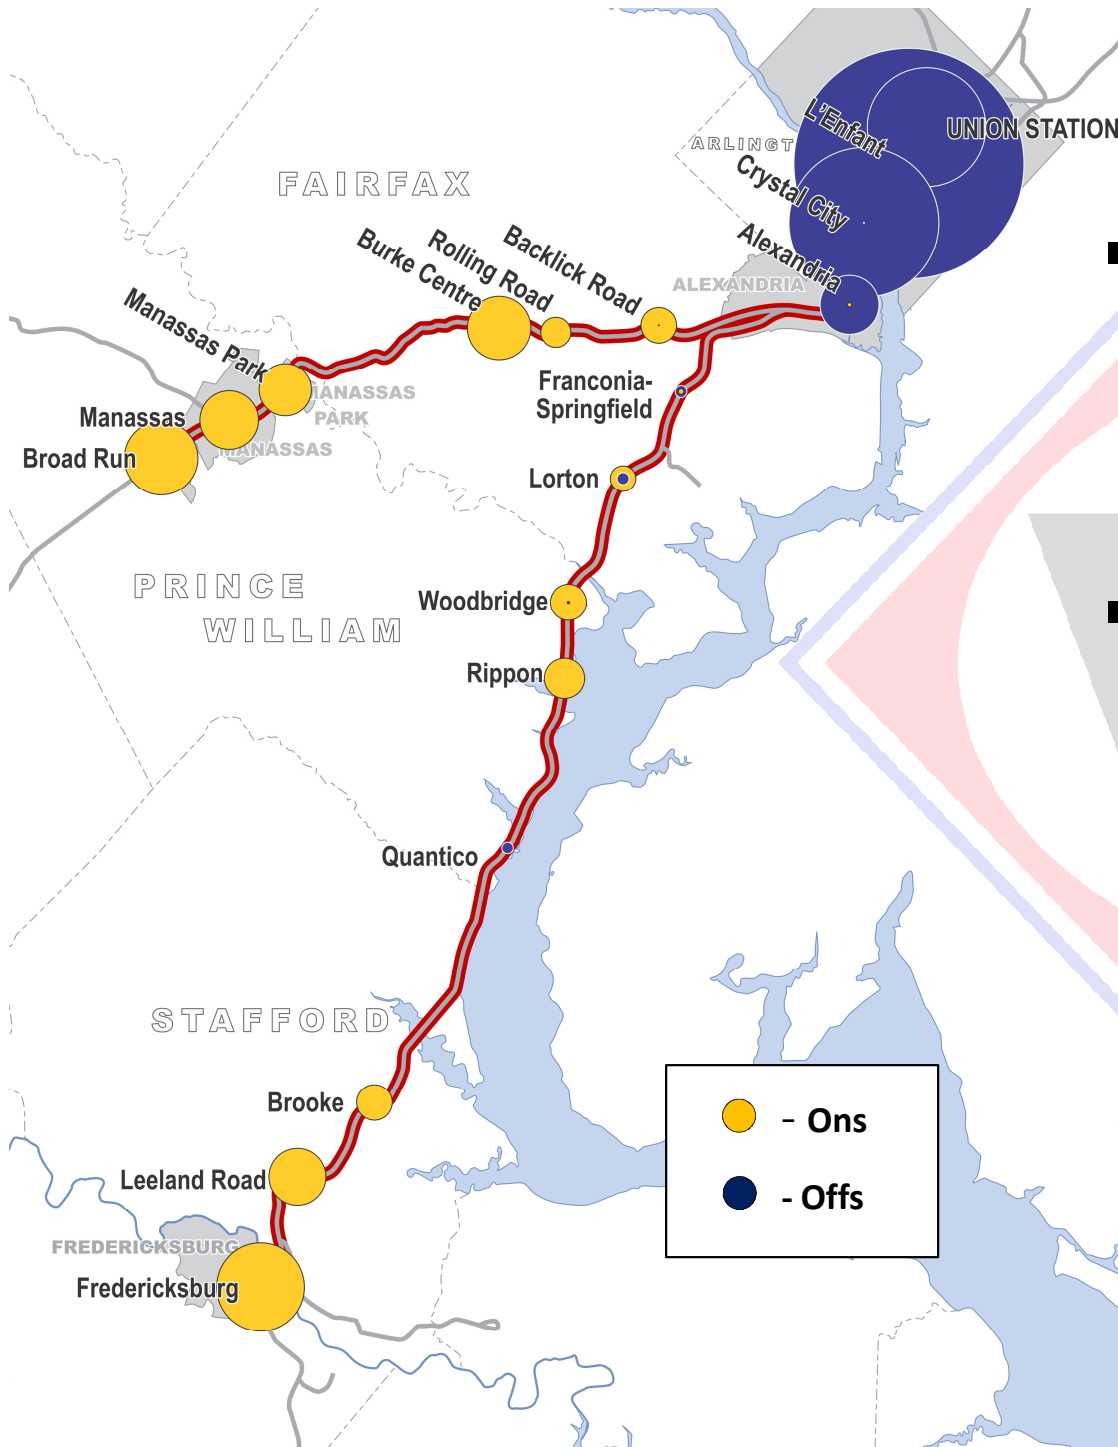 L'Enfant
UNION STATION
ARLINGT
Crystal City
FAIRFAX
Alexandria
Backlick Road
Rolling Road
Burke Centre
ALEXANDRIA
Manassas Park
Franconia-
Springfield
MANASSAS
PARK
Manassas
MANASSAS
Broad Run
Lorton
PRINCE
WILLIAM
Woodbridge
Rippon
Quantico
STAFFORD
Brooke
- Ons
Leeland Road
- Offs
FREDERICKSBURG
Fredericksburg